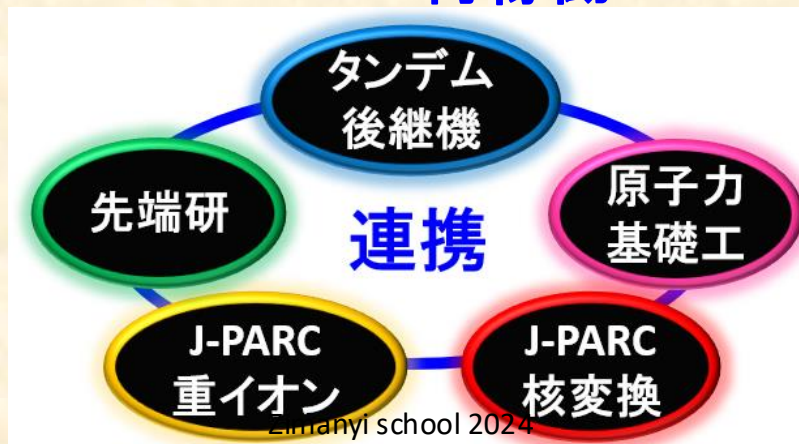 タンデム
後継機
先端研
連携
原子力
基礎工
J-PARC
重イオン
J-PARC
核変換
Zimanyi school 2024